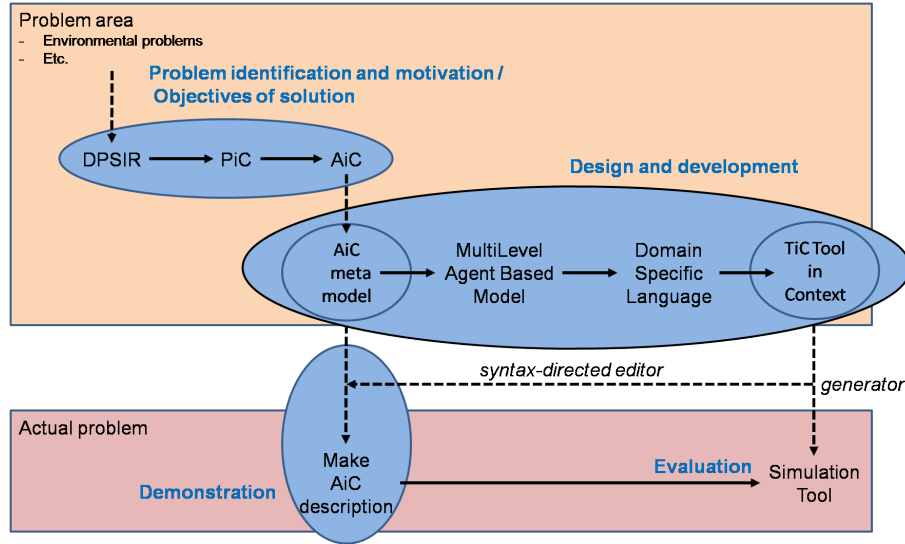 Problem area
- Environmental problems
- Etc.
Problem identification and motivation /
Objectives of solution
DPSIR
PiC
AiC
Design and development
AiC
meta
model
MultiLevel
Agent Based
Model
Domain
Specific
Language
TiC Tool
in
Context
syntax-directed editor
generator
Actual problem
Make
AiC
description
Demonstration
Evaluation
Simulation
Tool